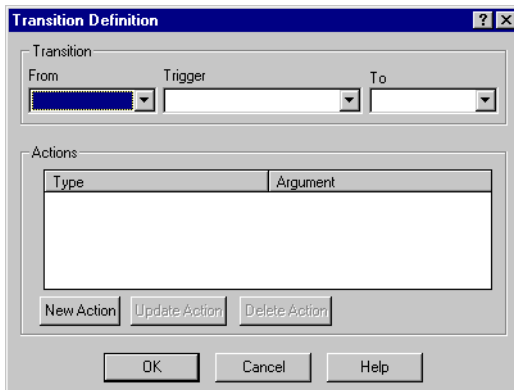 Transition Definition
Transition
From Trigger To
Actions
Type Argument
New Action Update Action Delete Action
OK Cancel Help